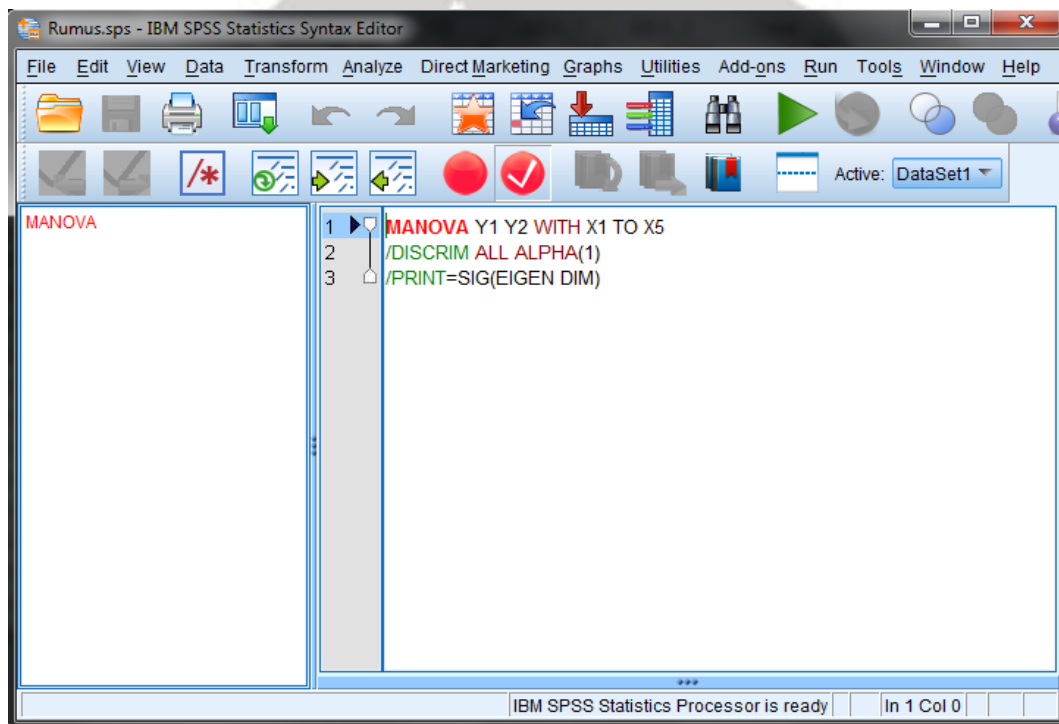 Rumus.sps - IBM SPSS Statistics Syntax Editor
File Edit View Data Transform Analyze Direct Marketing Graphs Utilities Add-ons Run Tools Window Help
/*
Active: DataSet1
MANOVA
1 MANOVA Y1 Y2 WITH X1 TO X5
2 /DISCRIM ALL ALPHA(1)
3 /PRINT=SIG(EIGEN DIM)
IBM SPSS Statistics Processor is ready In 1 Col 0